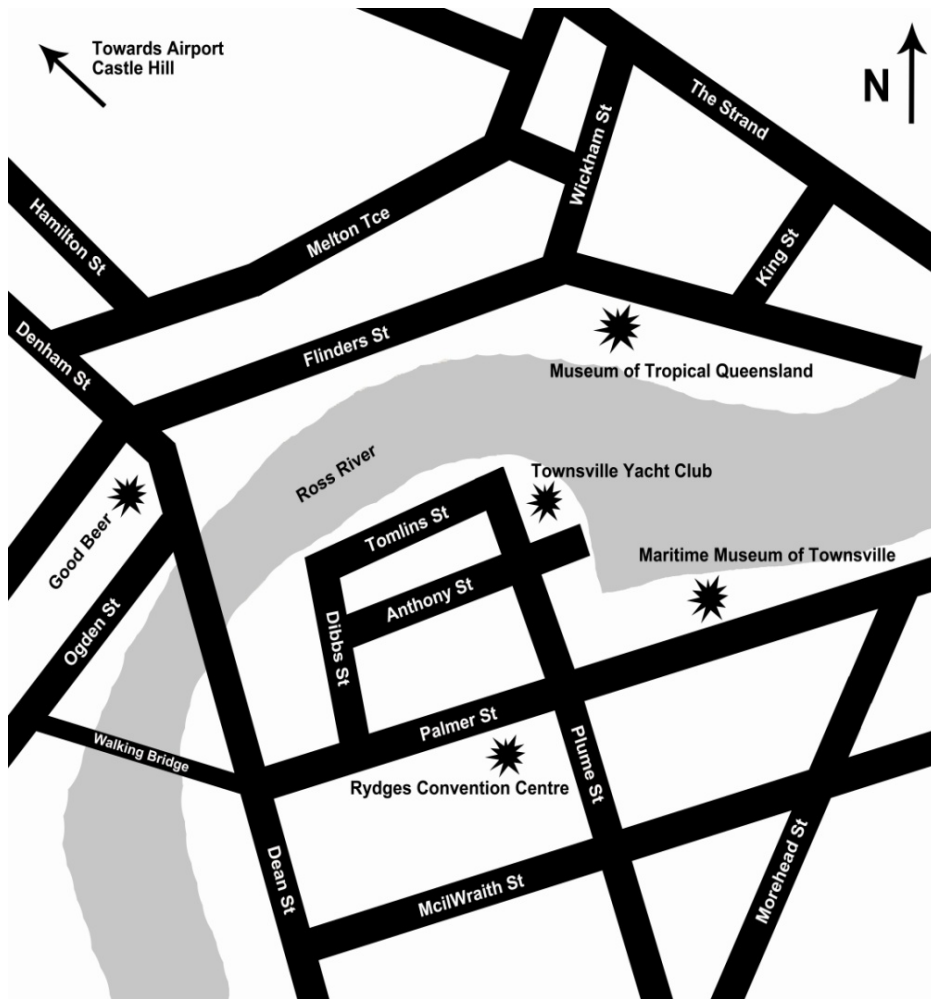 Towards Airport
Castle Hill
N
The Strand
Wickham St
Hamilton St
Melton Tce
King St
Denham St
Flinders St
Museum of Tropical Queensland
Ross River
Townsville Yacht Club
Good Beer
Tomlins St
Maritime Museum of Townsville
Anthony St
Ogden St
Dibbs St
Palmer St
Walking Bridge
Plume St
Rydges Convention Centre
Dean St
McilWraith St
Morehead St